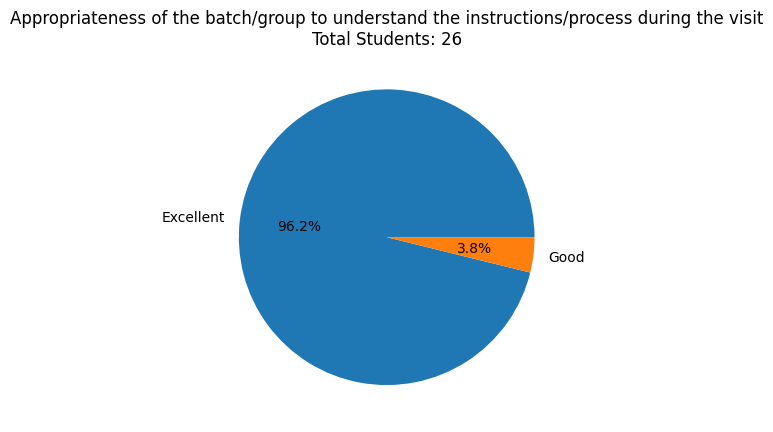 Appropriateness of the batch/group to understand the instructions/process during the visit
Total Students: 26
Excellent
96.2%
3.8%
Good